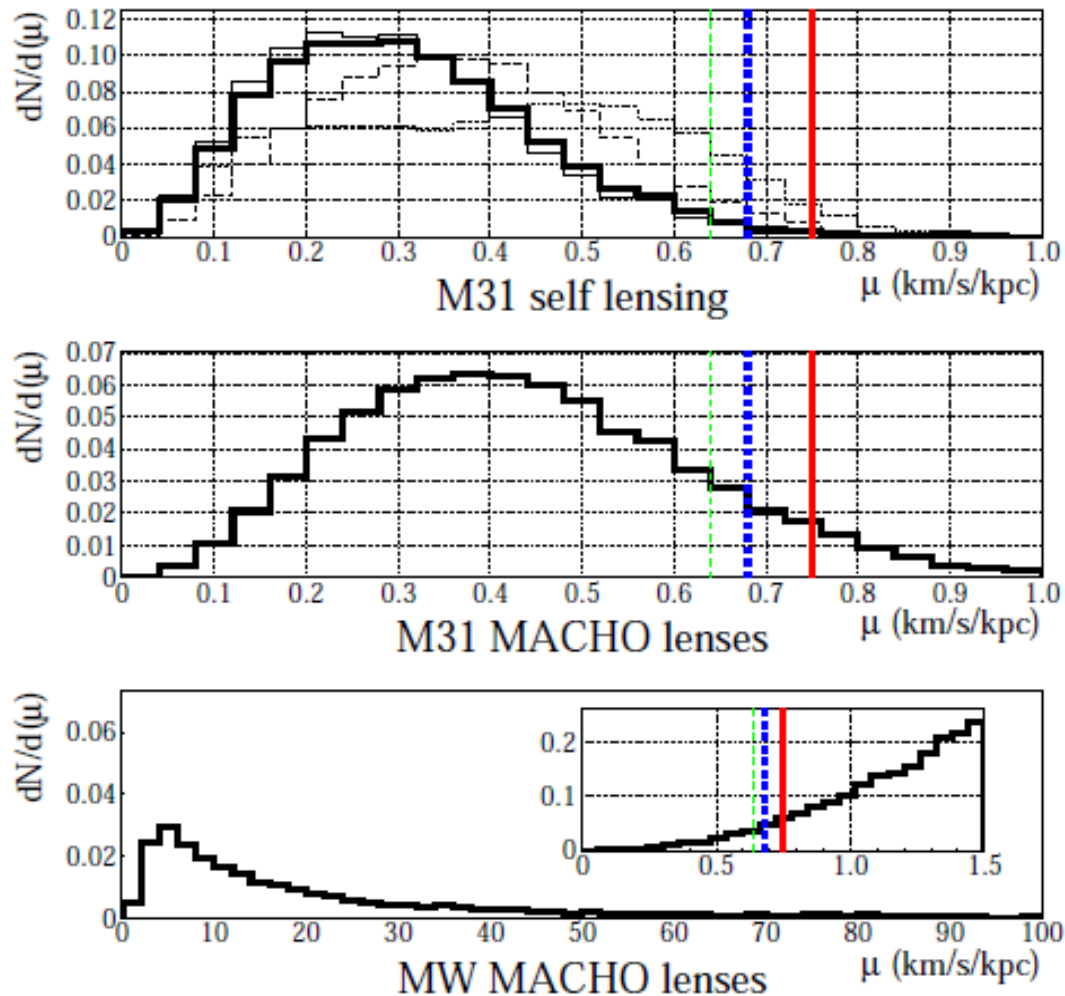 dN/d(μ)
0.12
0.10
0.08
0.06
0.04
0.02
0
0 0.1 0.2 0.3 0.4 0.5 0.6 0.7 0.8 0.9 1.0
M31 self lensing
μ (km/s/kpc)
dN/d(μ)
0.07
0.06
0.05
0.04
0.03
0.02
0.01
0
0 0.1 0.2 0.3 0.4 0.5 0.6 0.7 0.8 0.9 1.0
M31 MACHO lenses
μ (km/s/kpc)
dN/d(μ)
0.06
0.04
0.02
0
0.2
0.1
0
0 0.5 1.0 1.5
0 10 20 30 40 50 60 70 80 90 100
MW MACHO lenses
μ (km/s/kpc)